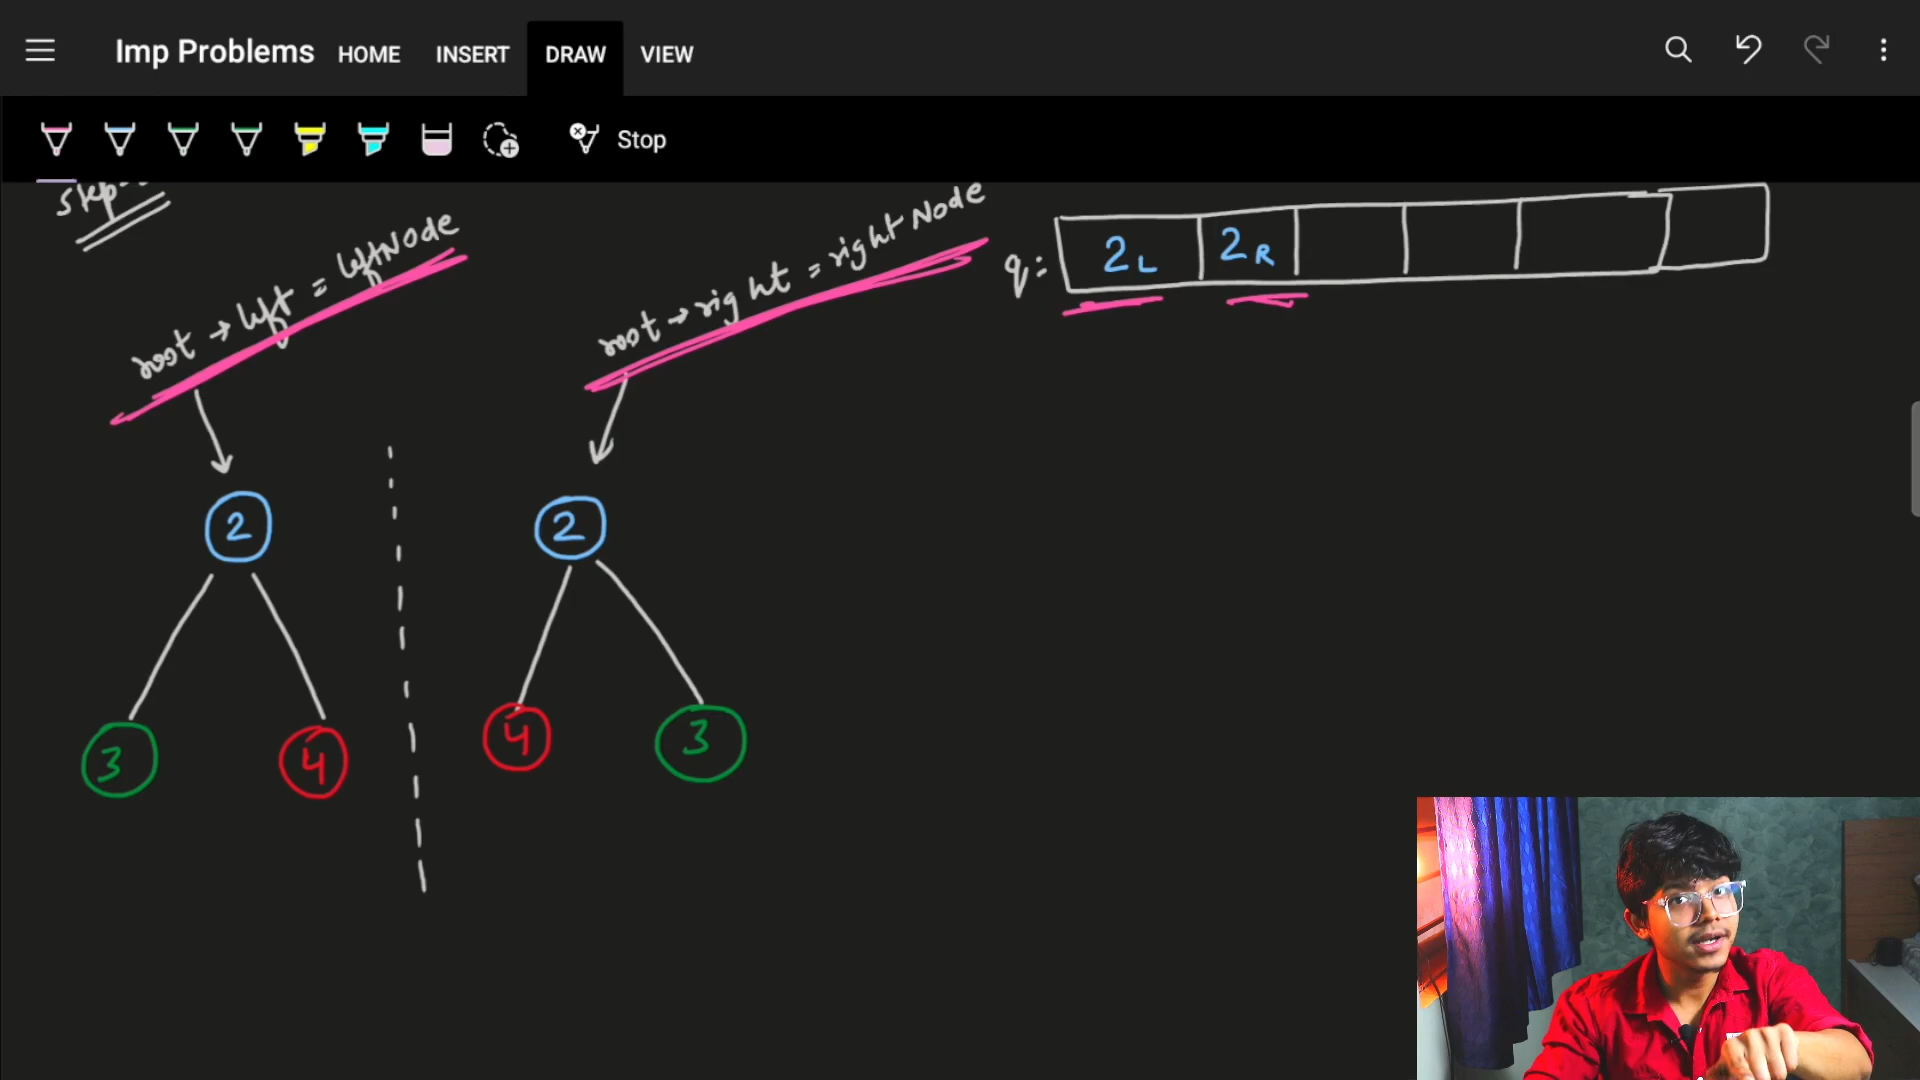 Imp Problems HOME INSERT DRAW VIEW
Stop
root → left = leftNode
root → right = right Node
q: 2L 2R
2 2
3 4 4 3